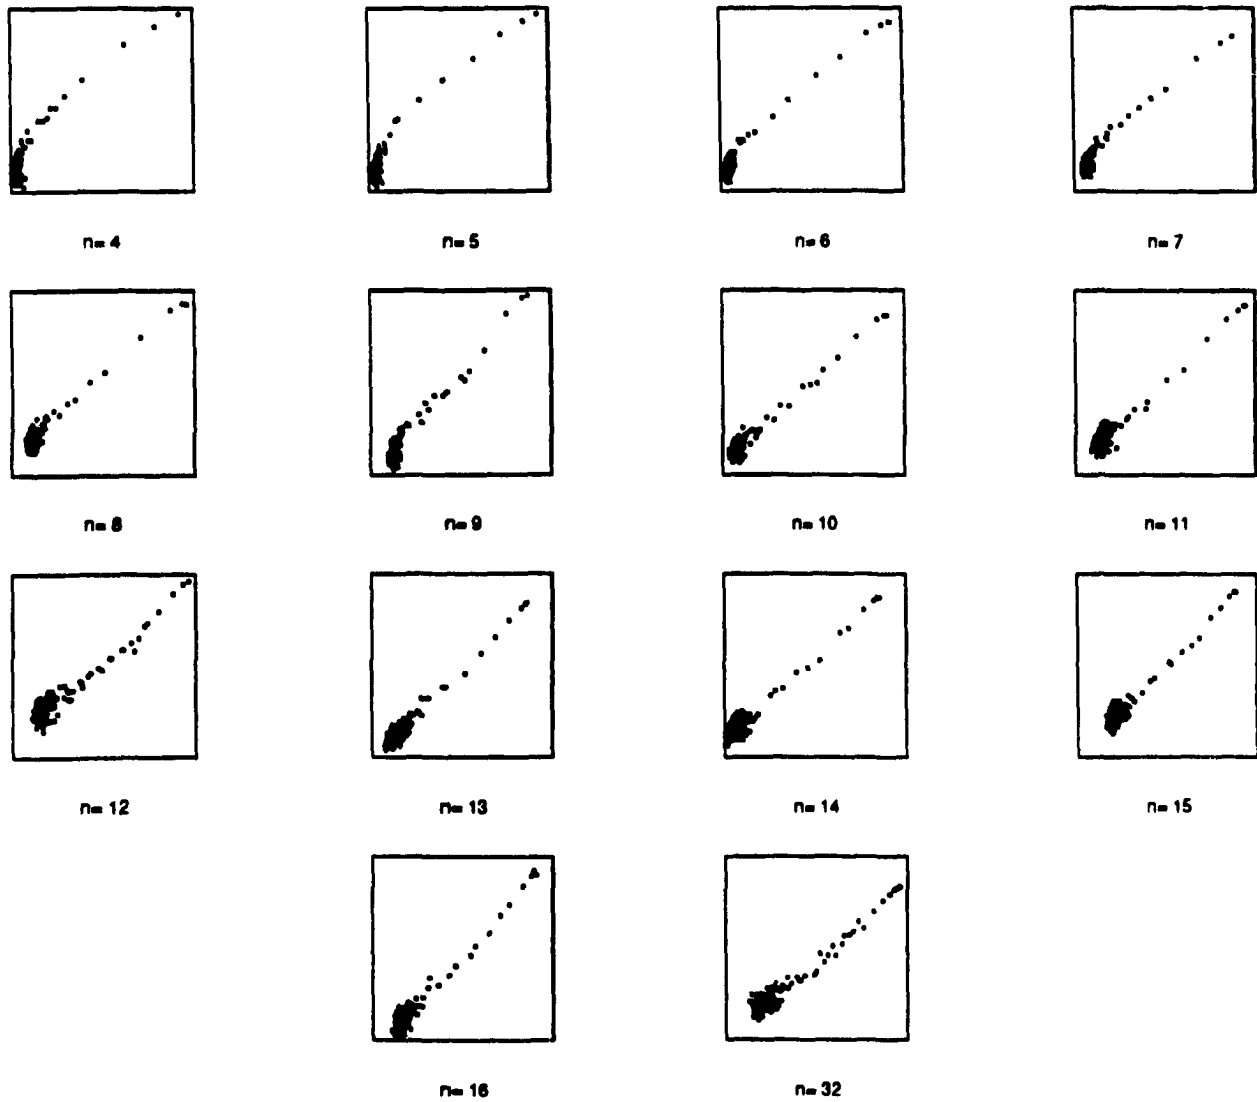 n= 4
n= 5
n= 6
n= 7
n= 8
n= 9
n= 10
n= 11
n= 12
n= 13
n= 14
n= 15
n= 16
n= 32